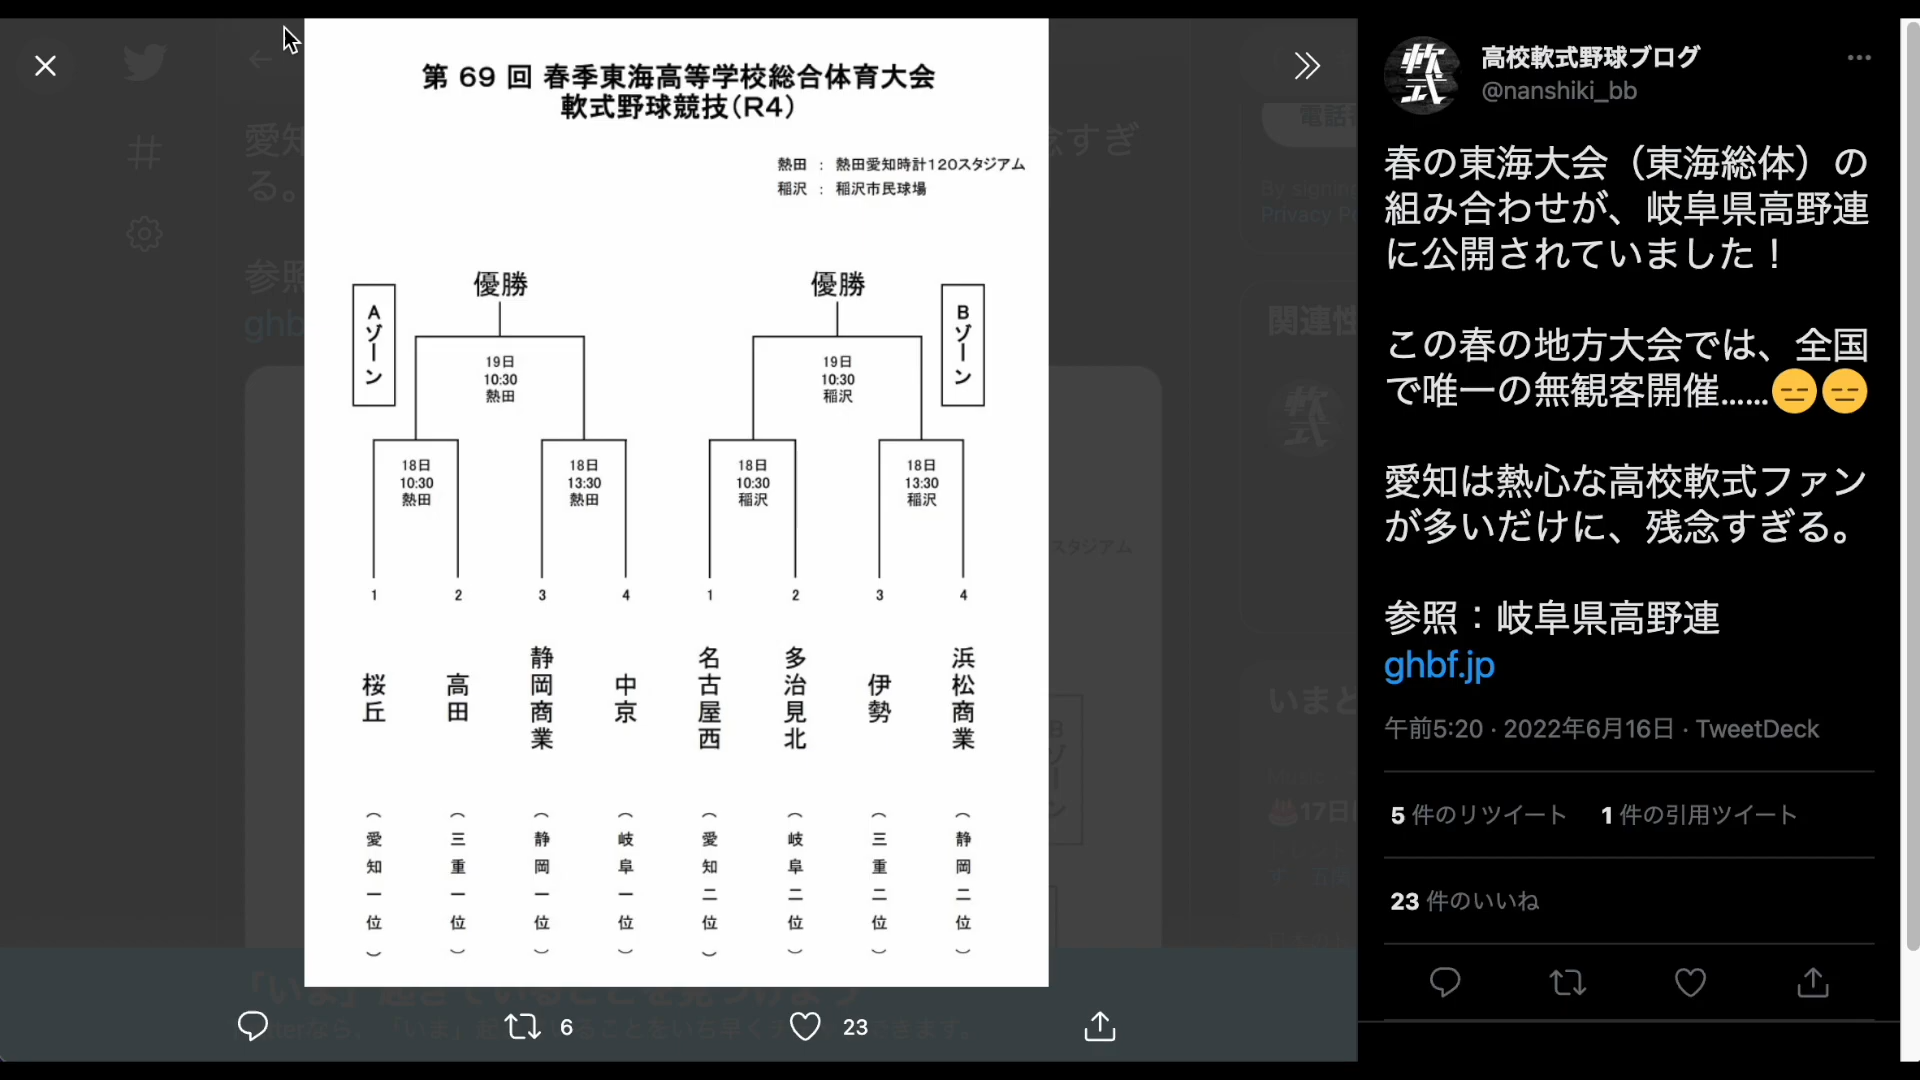 第 69 回 春季東海高等学校総合体育大会
軟式野球競技(R4)
熱田 : 熱田愛知時計120スタジアム
稲沢 : 稲沢市民球場
Aゾーン
優勝
19日
10:30
熱田
18日
10:30
熱田
18日
13:30
熱田
1
2
3
4
桜丘
高田
静岡商業
中京
(愛知一位)
(三重一位)
(静岡一位)
(岐阜一位)
優勝
Bゾーン
19日
10:30
稲沢
18日
10:30
稲沢
18日
13:30
稲沢
1
2
3
4
名古屋西
多治見北
伊勢
浜松商業
(愛知二位)
(岐阜二位)
(三重二位)
(静岡二位)
6
23
高校軟式野球ブログ
@nanshiki_bb
春の東海大会（東海総体）の
組み合わせが、岐阜県高野連
に公開されていました！
この春の地方大会では、全国
で唯一の無観客開催......😑😑
愛知は熱心な高校軟式ファン
が多いだけに、残念すぎる。
参照：岐阜県高野連
ghbf.jp
午前5:20 · 2022年6月16日 · TweetDeck
5 件のリツイート 1 件の引用ツイート
23 件のいいね